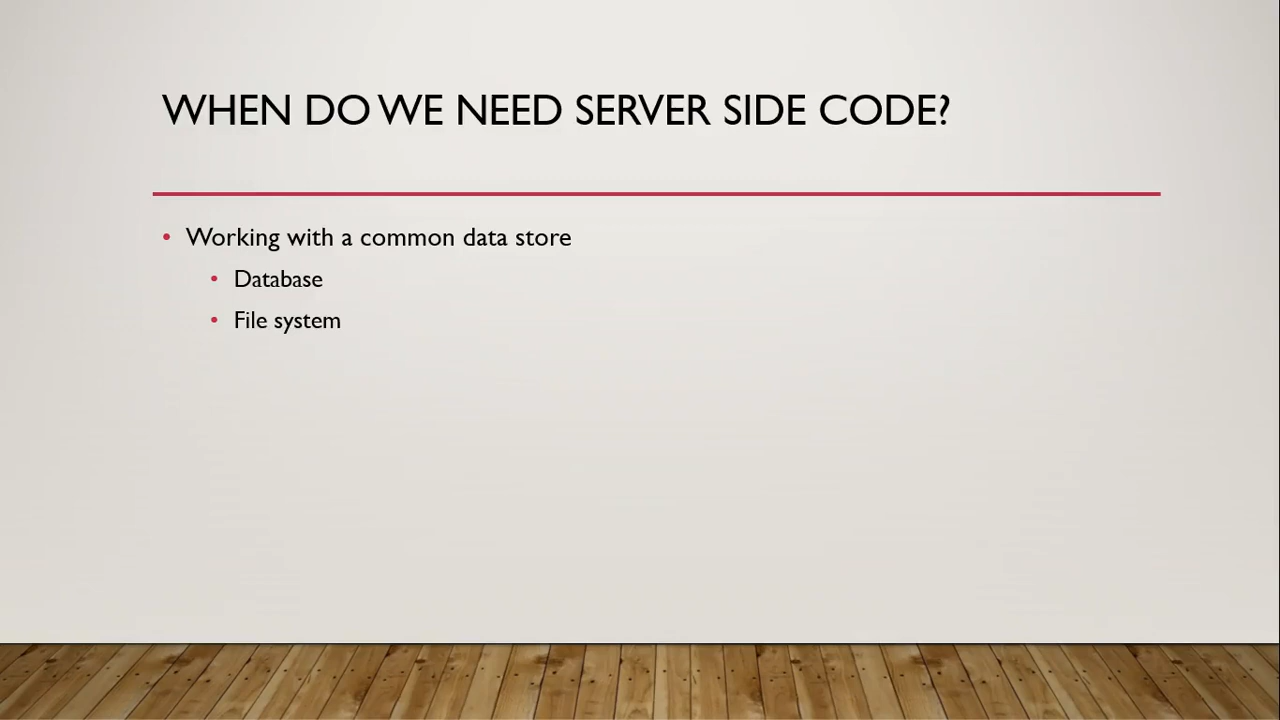 WHEN DO WE NEED SERVER SIDE CODE?
• Working with a common data store
• Database
• File system